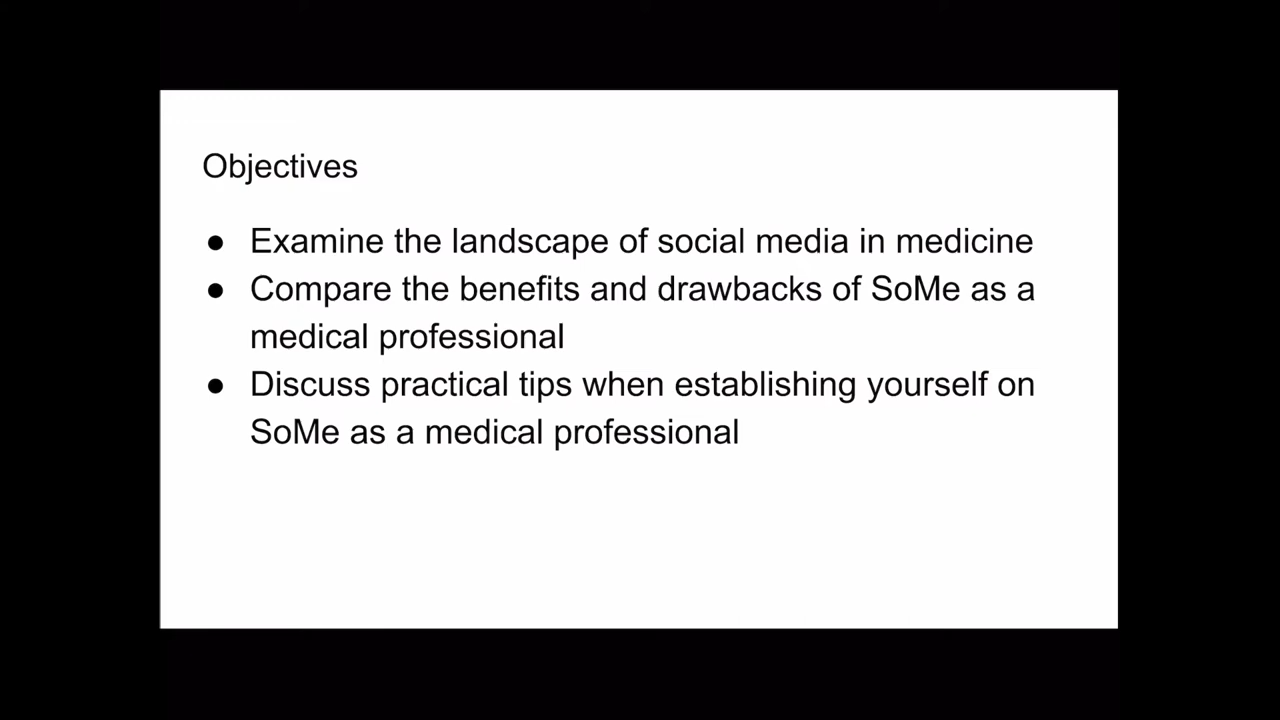 Objectives
● Examine the landscape of social media in medicine
● Compare the benefits and drawbacks of SoMe as a
medical professional
● Discuss practical tips when establishing yourself on
SoMe as a medical professional